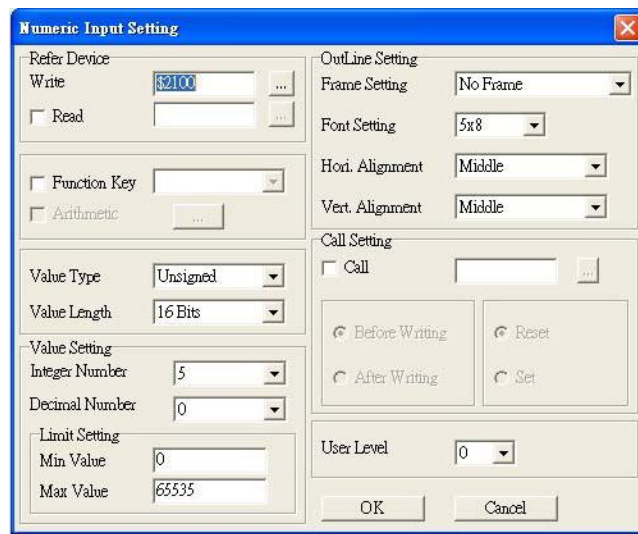 Numeric Input Setting
Refer Device
Write
$2100
...
Read
...
Function Key
Arithmetic
...
Value Type
Unsigned
Value Length
16 Bits
Value Setting
Integer Number
5
Decimal Number
0
Limit Setting
Min Value
0
Max Value
65535
OutLine Setting
Frame Setting
No Frame
Font Setting
5x8
Hori. Alignment
Middle
Vert. Alignment
Middle
Call Setting
Call
...
Before Writing
After Writing
Reset
Set
User Level
0
OK
Cancel